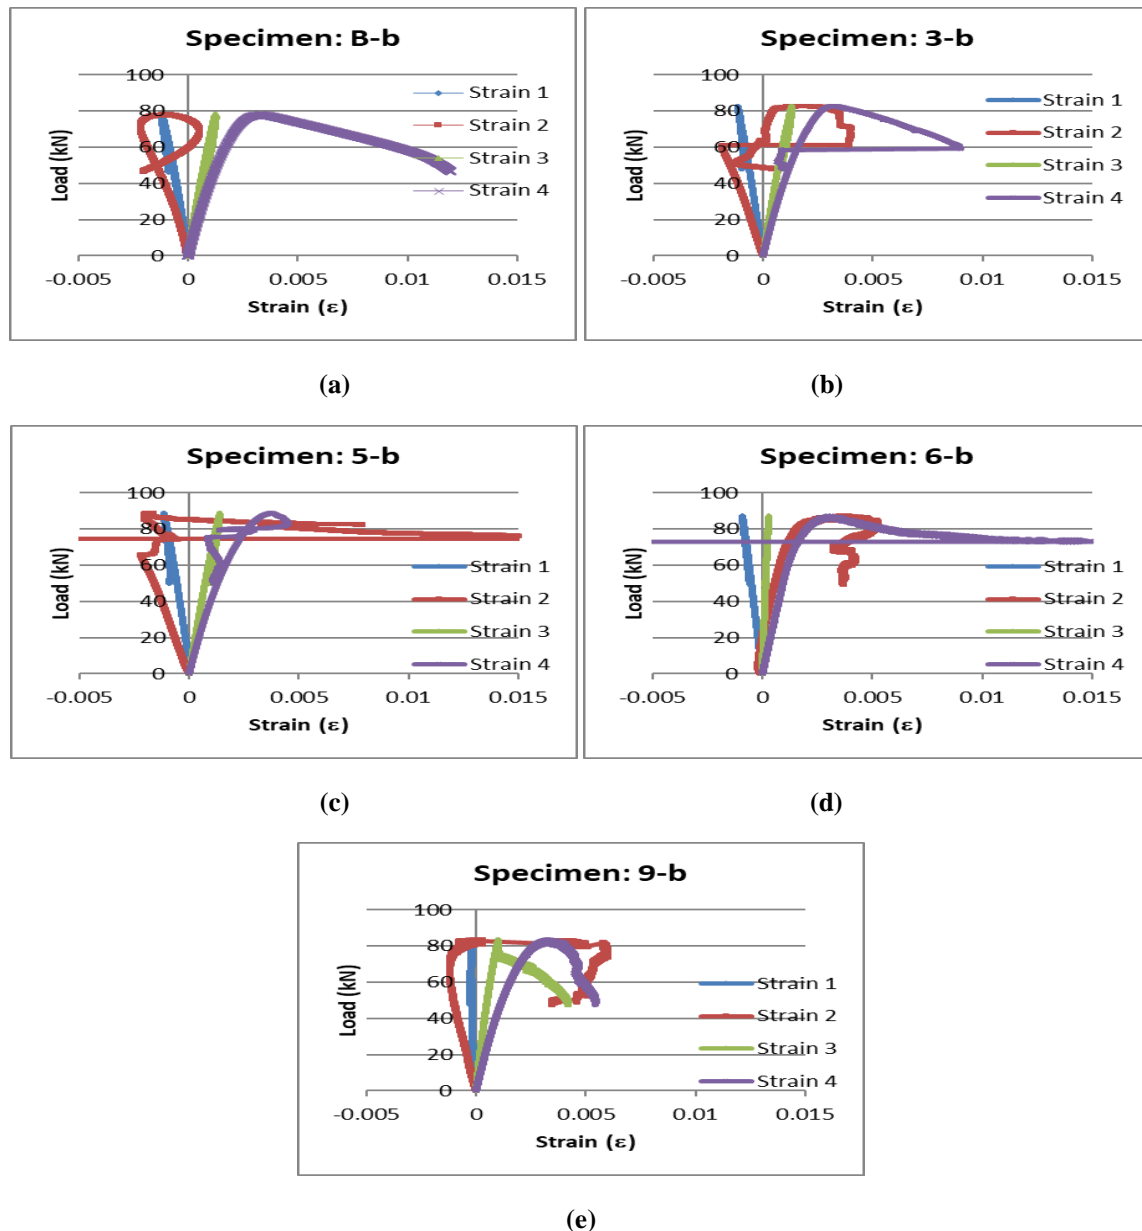 Specimen: B-b
100
80
60
40
20
0
Load (kN)
-0.005 0 0.005 0.01 0.015
Strain (ε)
Strain 1
Strain 2
Strain 3
Strain 4
(a)
Specimen: 3-b
100
80
60
40
20
0
Load (kN)
-0.005 0 0.005 0.01 0.015
Strain (ε)
Strain 1
Strain 2
Strain 3
Strain 4
(b)
Specimen: 5-b
100
80
60
40
20
0
Load (kN)
-0.005 0 0.005 0.01 0.015
Strain (ε)
Strain 1
Strain 2
Strain 3
Strain 4
(c)
Specimen: 6-b
100
80
60
40
20
0
Load (kN)
-0.005 0 0.005 0.01 0.015
Strain (ε)
Strain 1
Strain 2
Strain 3
Strain 4
(d)
Specimen: 9-b
100
80
60
40
20
0
Load (kN)
-0.005 0 0.005 0.01 0.015
Strain (ε)
Strain 1
Strain 2
Strain 3
Strain 4
(e)